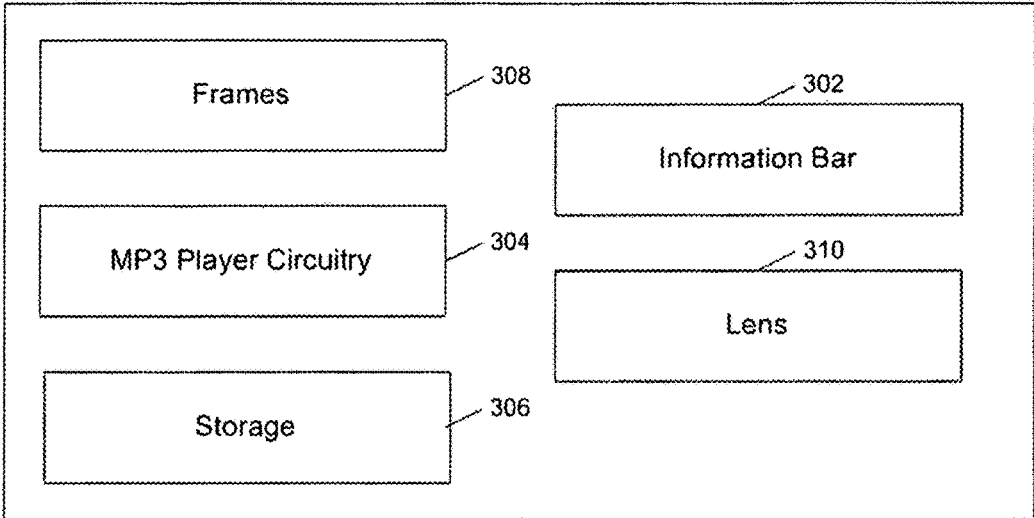 Frames
308
302
Information Bar
MP3 Player Circuitry
304
310
Lens
Storage
306